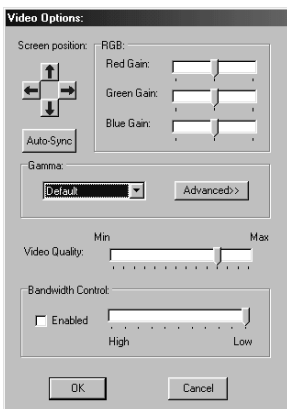 Video Options:
Screen position:
RGB:
Red Gain:
Green Gain:
Blue Gain:
Auto-Sync
Gamma:
Default
Advanced>>
Min Max
Video Quality:
Bandwidth Control:
Enabled
High Low
OK Cancel